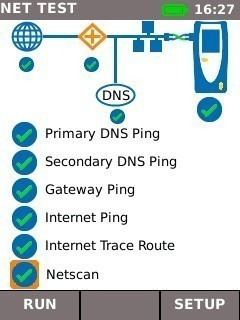 NET TEST 16:27
DNS
Primary DNS Ping
Secondary DNS Ping
Gateway Ping
Internet Ping
Internet Trace Route
Netscan
RUN SETUP